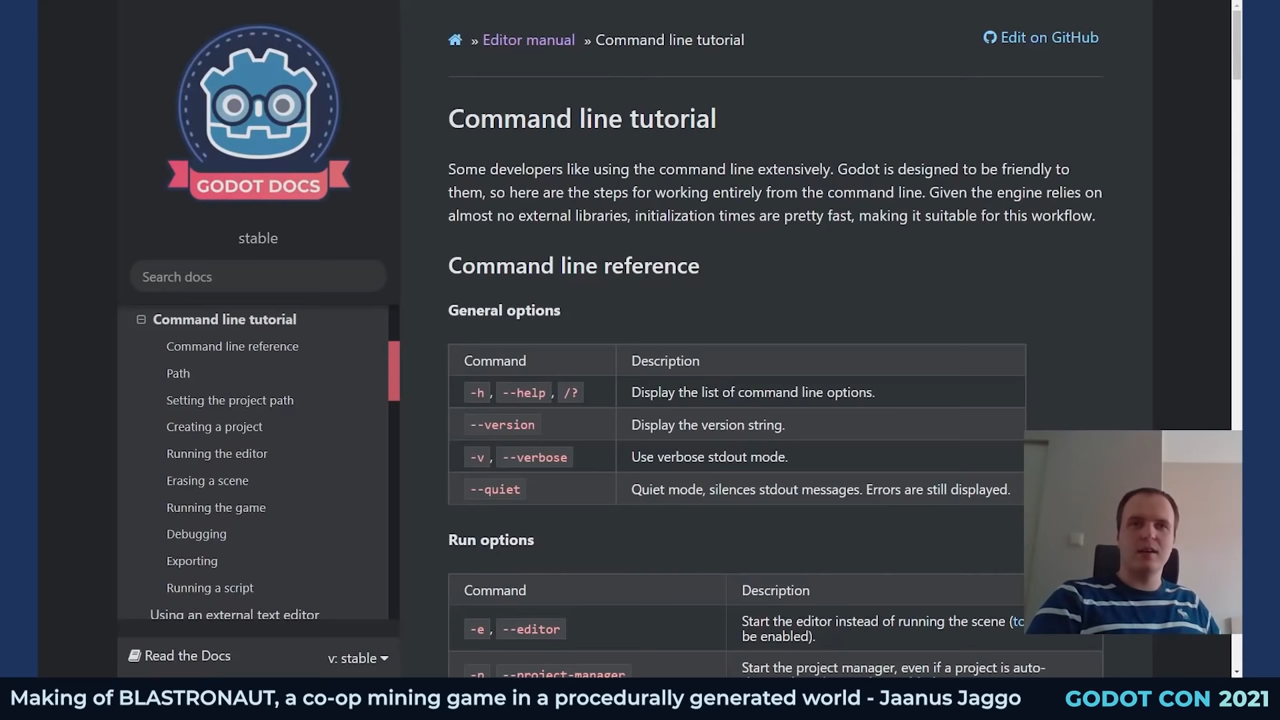 GODOT DOCS
stable
Search docs
Command line tutorial
Command line reference
Path
Setting the project path
Creating a project
Running the editor
Erasing a scene
Running the game
Debugging
Exporting
Running a script
Using an external text editor
Read the Docs
v: stable
» Editor manual » Command line tutorial
Edit on GitHub
Command line tutorial
Some developers like using the command line extensively. Godot is designed to be friendly to
them, so here are the steps for working entirely from the command line. Given the engine relies on
almost no external libraries, initialization times are pretty fast, making it suitable for this workflow.
Command line reference
General options
Command Description
-h, --help, /? Display the list of command line options.
--version Display the version string.
-v, --verbose Use verbose stdout mode.
--quiet Quiet mode, silences stdout messages. Errors are still displayed.
Run options
Command Description
-e, --editor Start the editor instead of running the scene (
be enabled).
-p, --project-manager Start the project manager, even if a project is auto-
Making of BLASTRONAUT, a co-op mining game in a procedurally generated world - Jaanus Jaggo
GODOT CON 2021